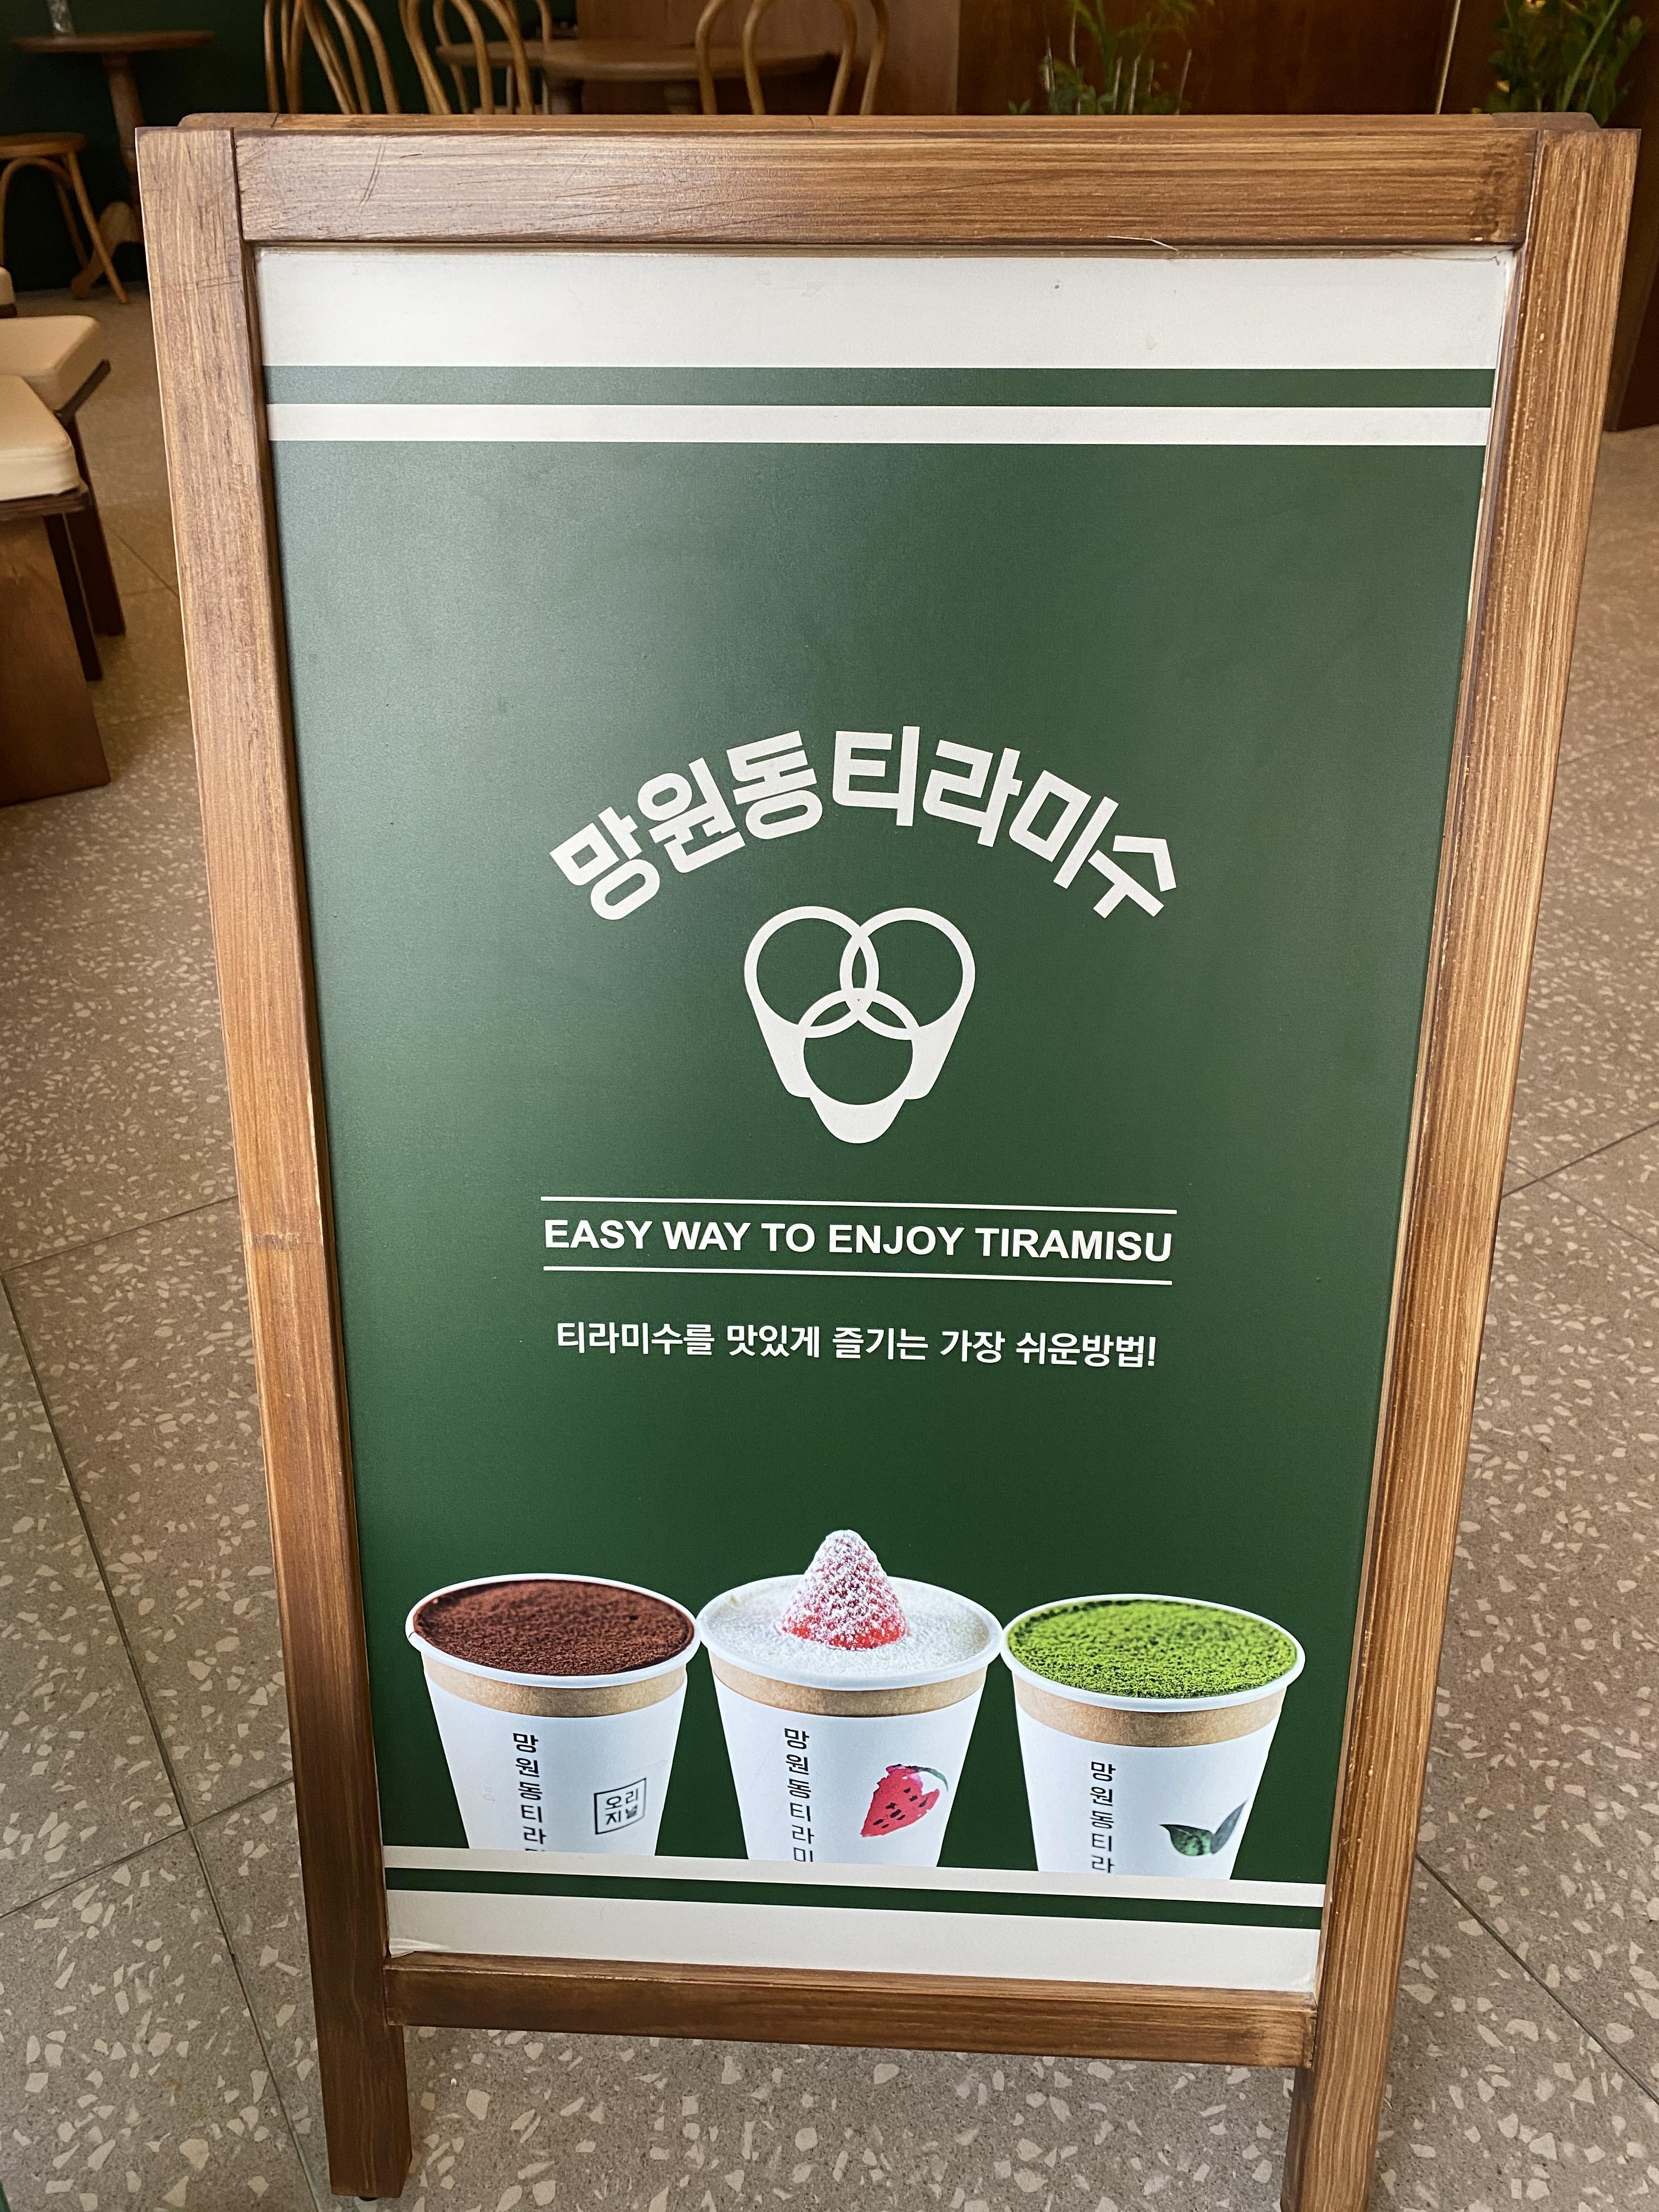 망원동티라미수
EASY WAY TO ENJOY TIRAMISU
티라미수를 맛있게 즐기는 가장 쉬운방법!
망원동티라
오리
지널
망원동티라미
망원동티라